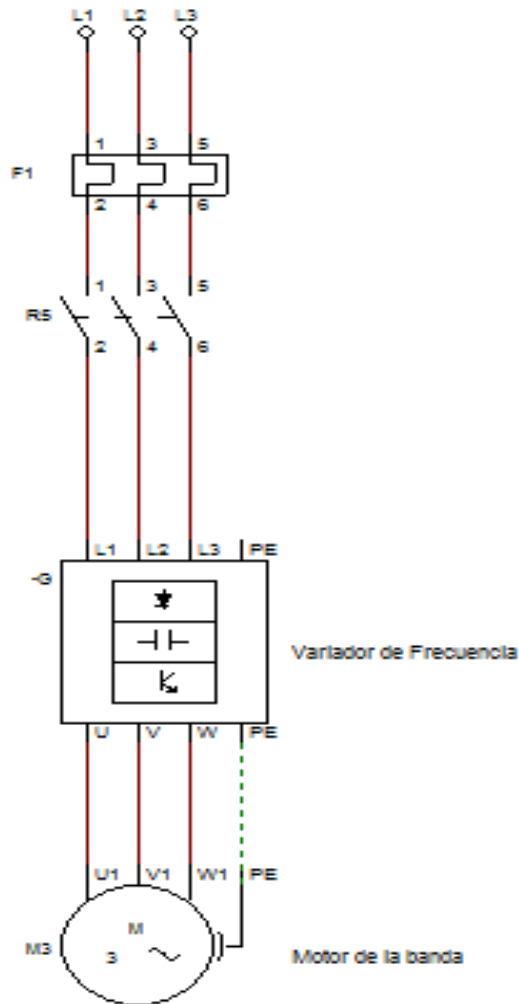 L1 L2 L3
1 3 5
F1
2 4 6
1 3 5
R5
2 4 6
L1 L2 L3 PE
-G
Variador de Frecuencia
U V W PE
U1 V1 W1 PE
M
M3 3
Motor de la banda